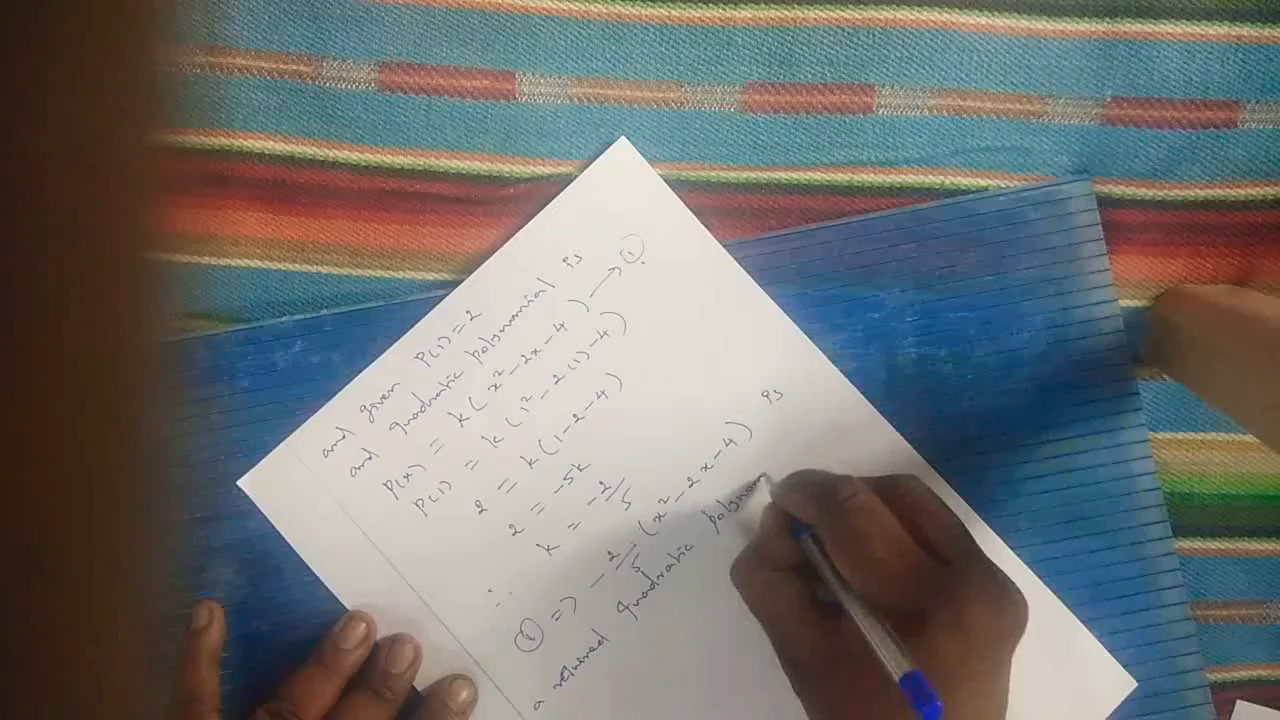 and given P(1) = 2
and quadratic polynomial is
P(x) = k(x² - 2x - 4) → ①
P(1) = k(1² - 2(1) - 4)
2 = k(1 - 2 - 4)
2 = -5k
∴ k = -2/5
① => -2/5 (x² - 2x - 4) is
a required quadratic polynom